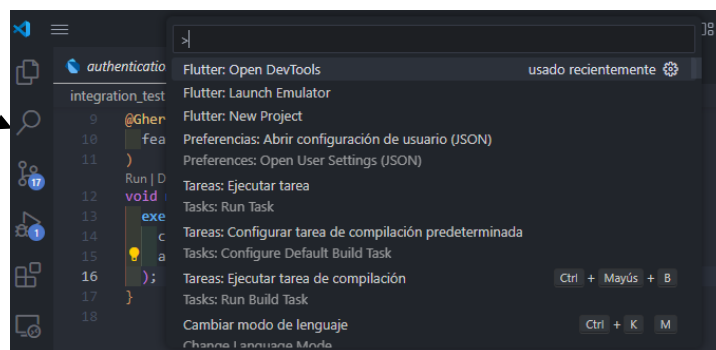 >
authenticatio
Flutter: Open DevTools usado recientemente
integration_test
Flutter: Launch Emulator
Flutter: New Project
9 @Gher
10 fea
11 )
Preferencias: Abrir configuración de usuario (JSON)
Preferences: Open User Settings (JSON)
Run | D
Tareas: Ejecutar tarea
Tasks: Run Task
12 void
13 exe
14 c
15 a
16 );
17 }
18
Tareas: Configurar tarea de compilación predeterminada
Tasks: Configure Default Build Task
Tareas: Ejecutar tarea de compilación Ctrl + Mayús + B
Tasks: Run Build Task
Cambiar modo de lenguaje Ctrl + K M
Change Language Mode
17
1